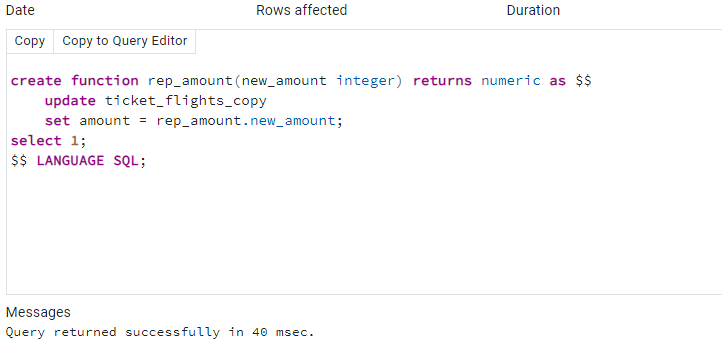 Date Rows affected Duration
Copy Copy to Query Editor
create function rep_amount(new_amount integer) returns numeric as $$
    update ticket_flights_copy
    set amount = rep_amount.new_amount;
select 1;
$$ LANGUAGE SQL;
Messages
Query returned successfully in 40 msec.